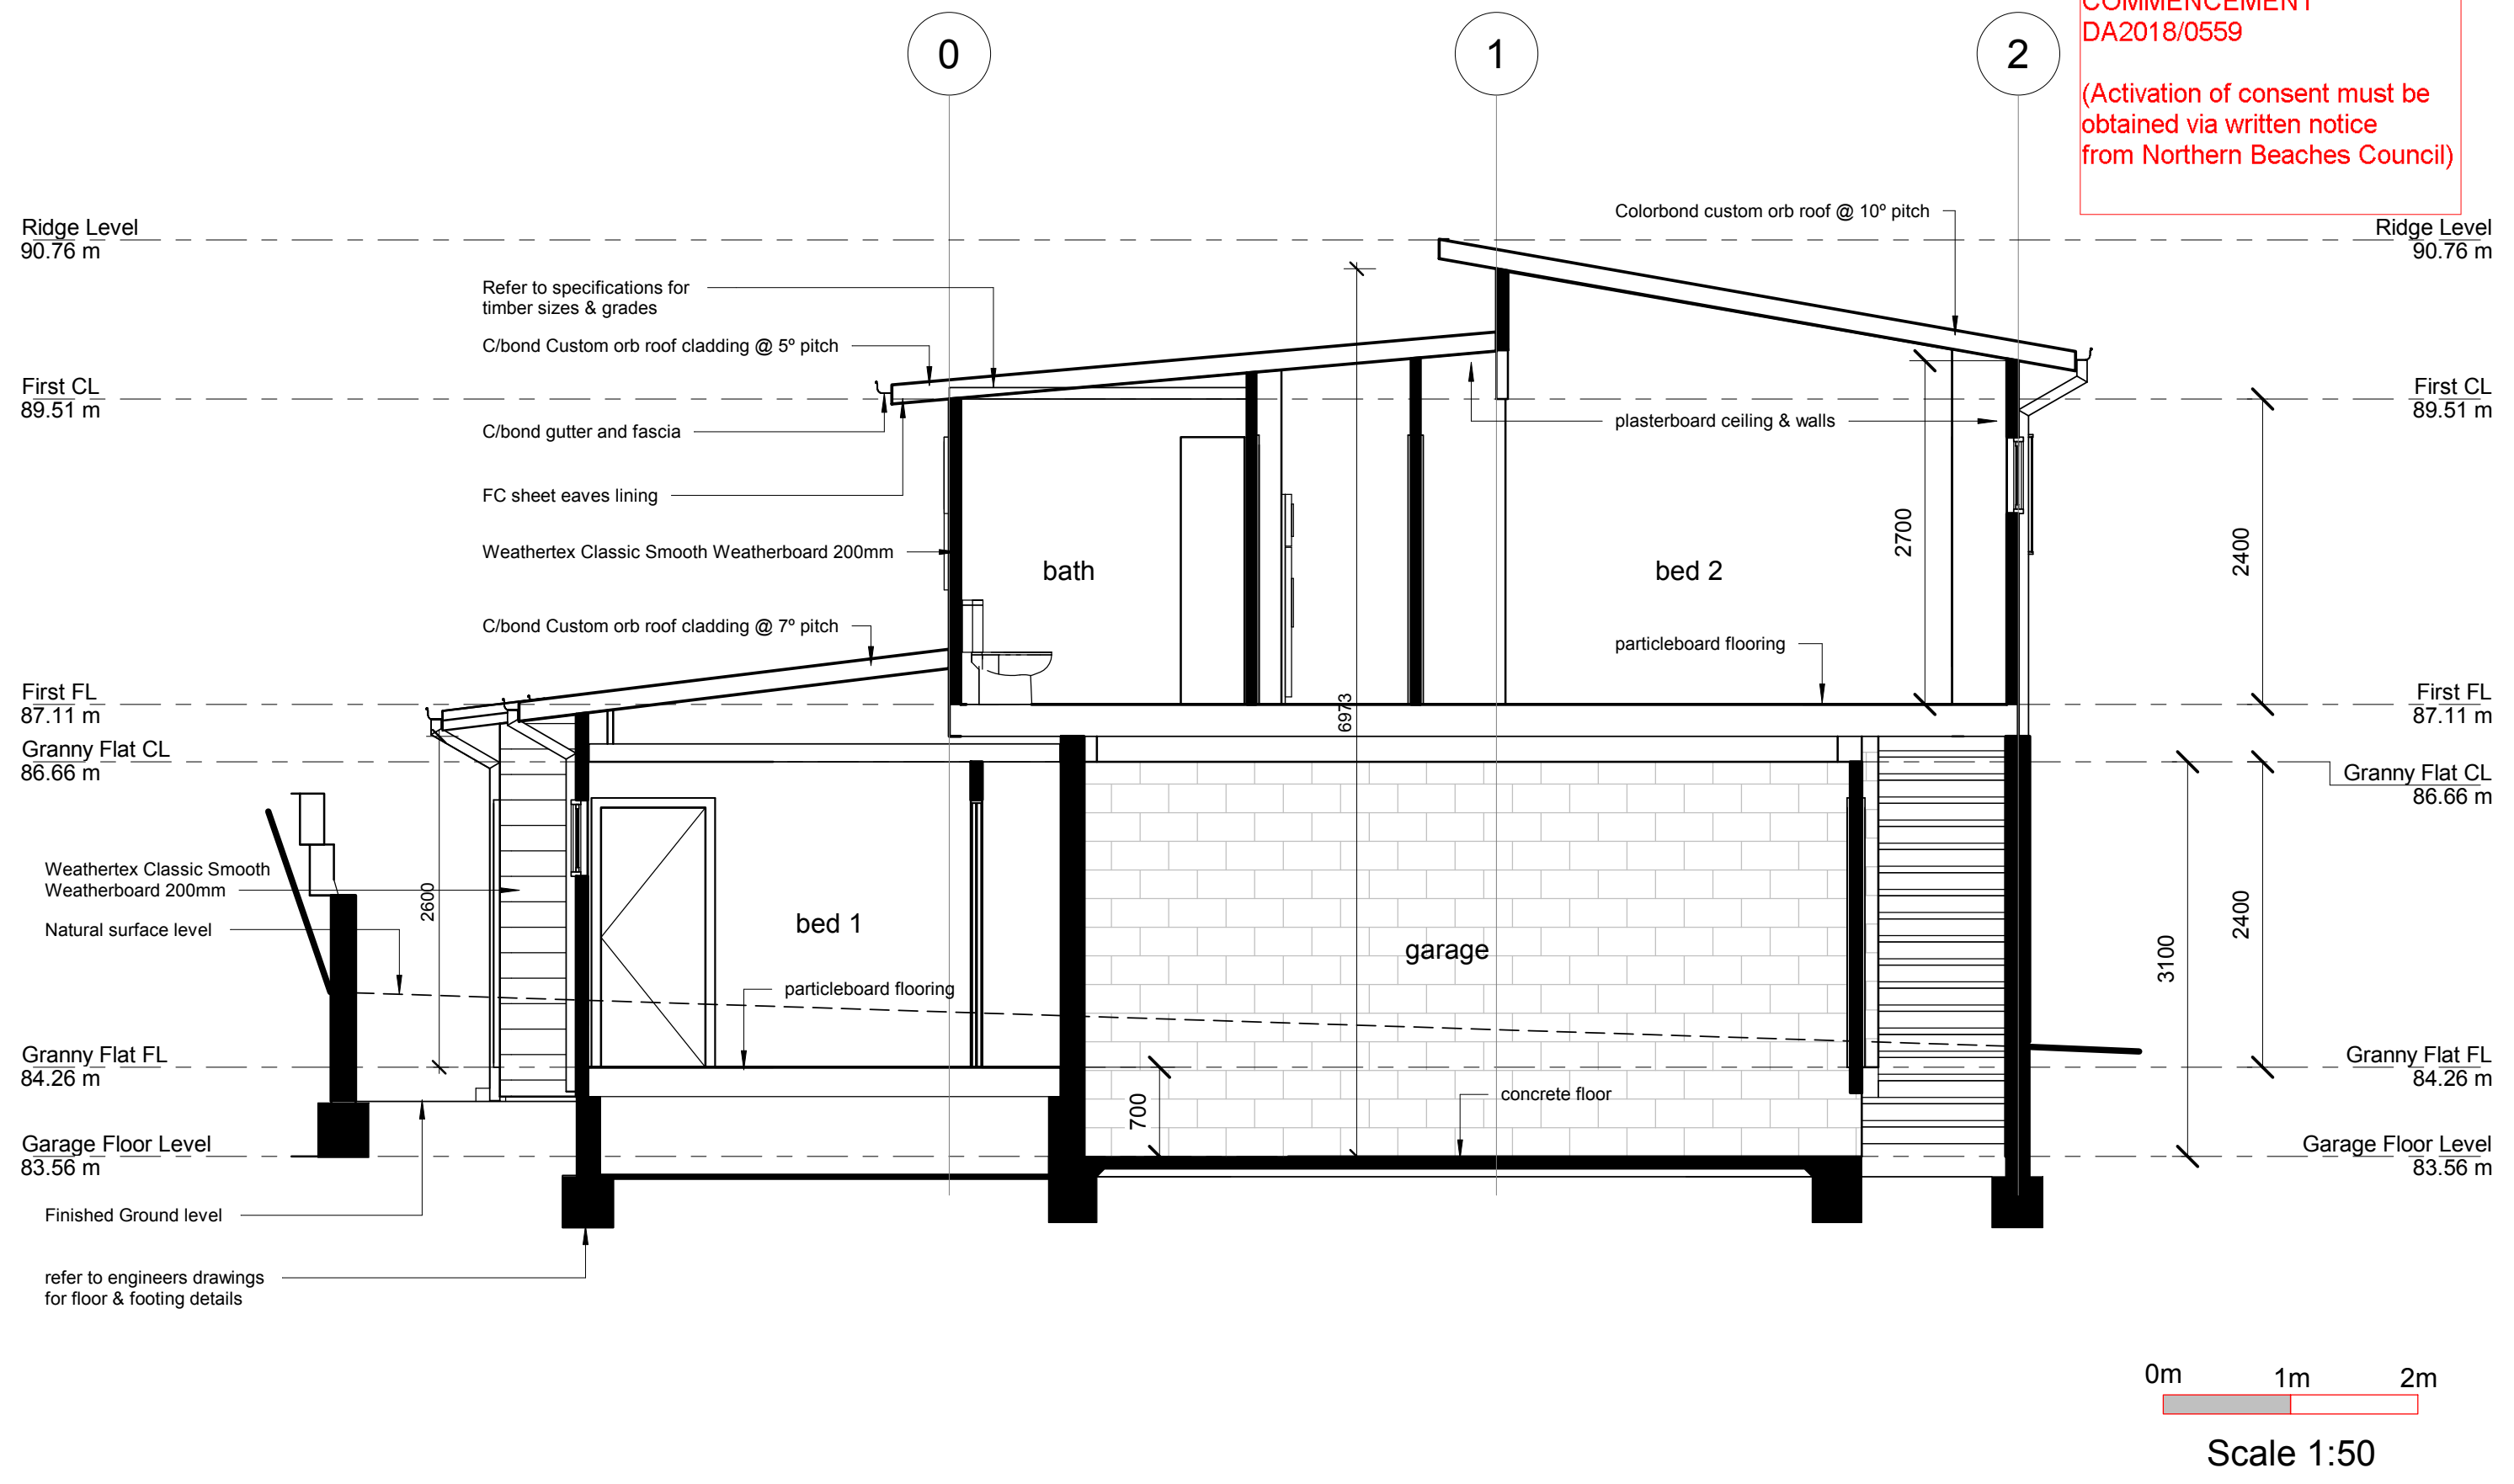 0
1
2
COMMENCEMENT
DA2018/0559
(Activation of consent must be
obtained via written notice
from Northern Beaches Council)
Ridge Level
90.76 m
Colorbond custom orb roof @ 10º pitch
Ridge Level
90.76 m
Refer to specifications for
timber sizes & grades
C/bond Custom orb roof cladding @ 5º pitch
First CL
89.51 m
First CL
89.51 m
C/bond gutter and fascia
plasterboard ceiling & walls
FC sheet eaves lining
Weathertex Classic Smooth Weatherboard 200mm
bath
bed 2
2700
2400
C/bond Custom orb roof cladding @ 7º pitch
particleboard flooring
First FL
87.11 m
6973
First FL
87.11 m
Granny Flat CL
86.66 m
Granny Flat CL
86.66 m
Weathertex Classic Smooth
Weatherboard 200mm
2600
Natural surface level
bed 1
garage
2400
3100
particleboard flooring
Granny Flat FL
84.26 m
Granny Flat FL
84.26 m
700
concrete floor
Garage Floor Level
83.56 m
Garage Floor Level
83.56 m
Finished Ground level
refer to engineers drawings
for floor & footing details
0m 1m 2m
Scale 1:50